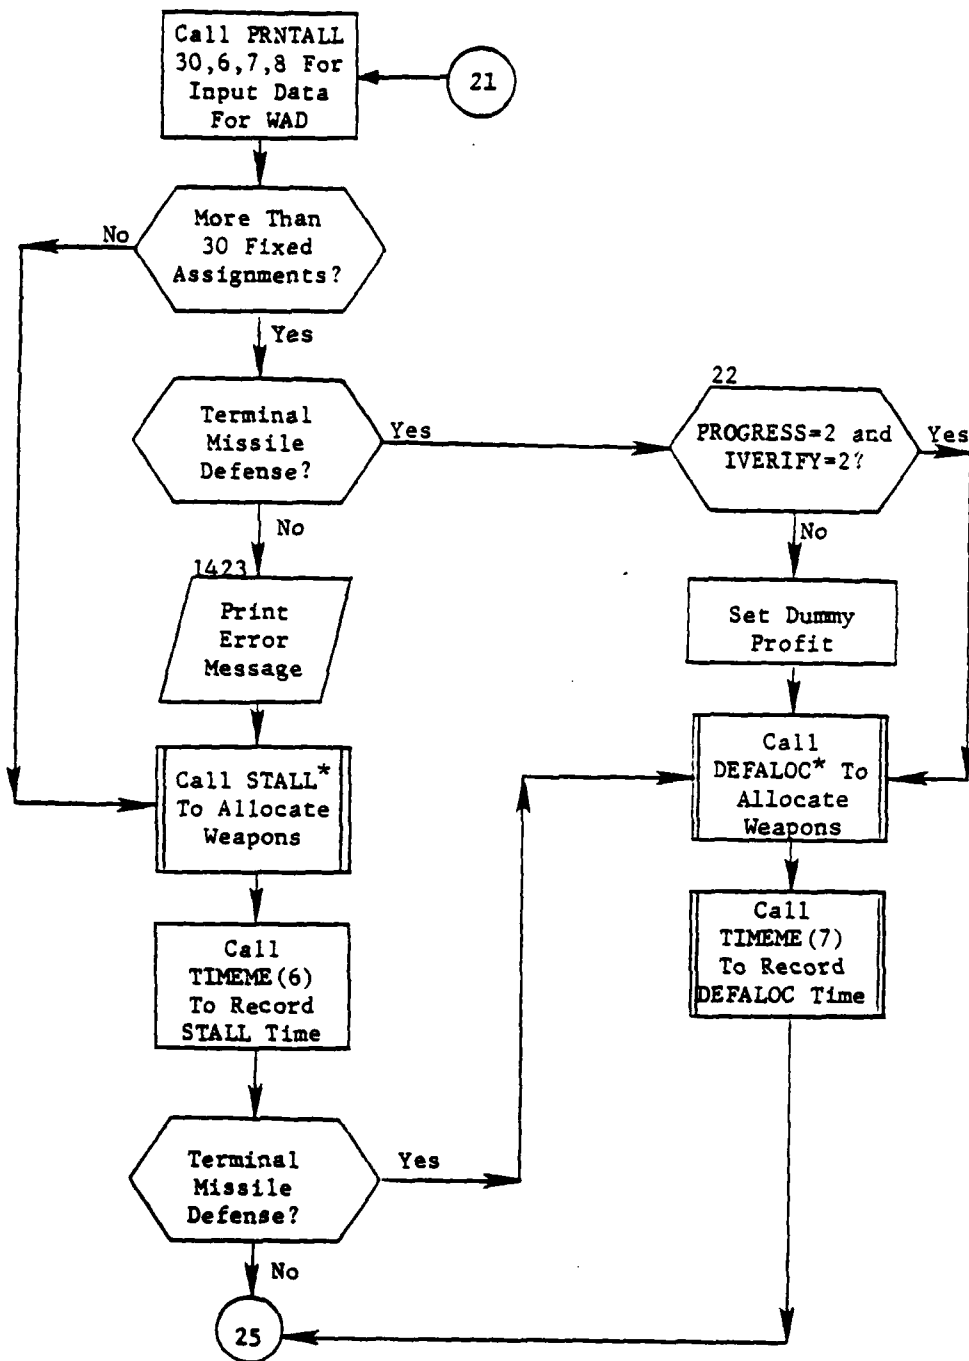 Call PRNTALL
30,6,7,8 For
Input Data
For WAD
21
More Than
30 Fixed
Assignments?
No
Yes
Terminal
Missile
Defense?
Yes
No
22
PROGRESS=2 and
IVERIFY=2?
Yes
No
1423
Print
Error
Message
Set Dummy
Profit
Call STALL*
To Allocate
Weapons
Call
DEFALOC* To
Allocate
Weapons
Call
TIMEME(6)
To Record
STALL Time
Call
TIMEME(7)
To Record
DEFALOC Time
Terminal
Missile
Defense?
Yes
No
25